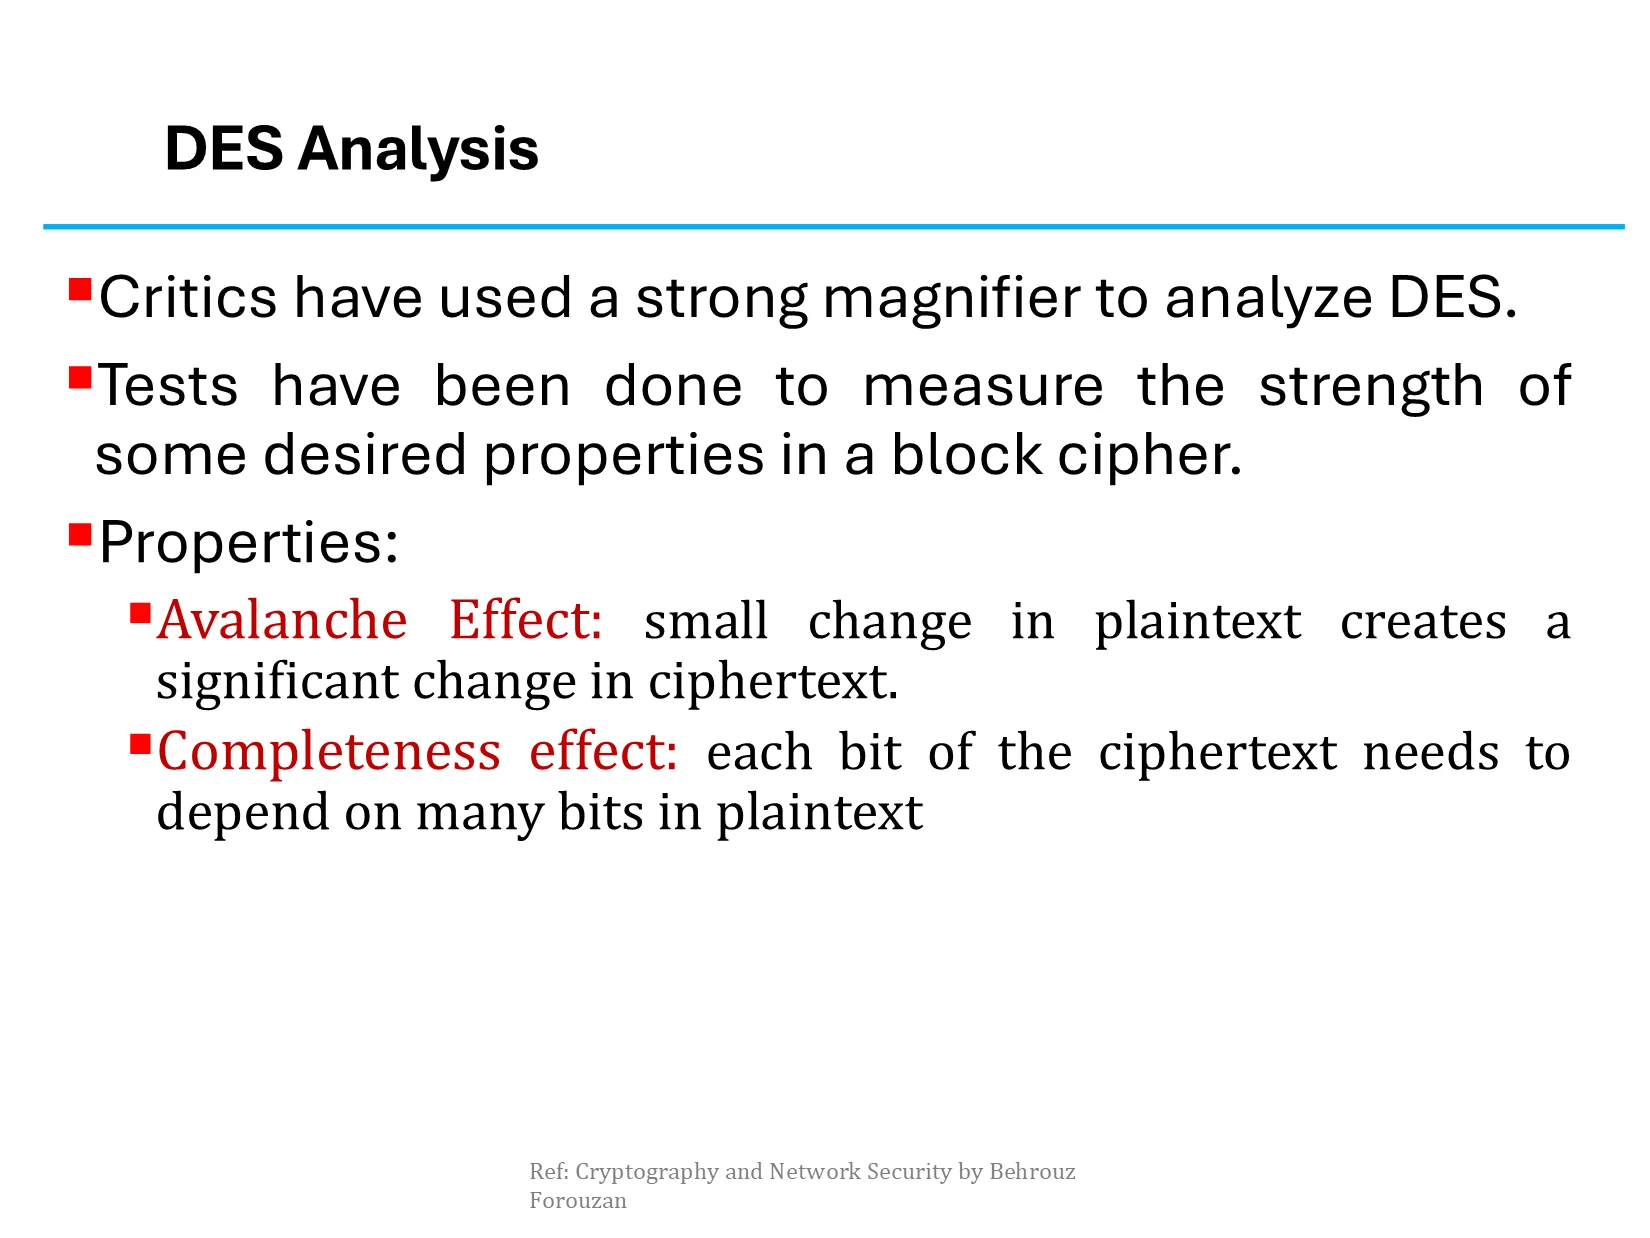 DES Analysis
Critics have used a strong magnifier to analyze DES.
Tests have been done to measure the strength of
some desired properties in a block cipher.
Properties:
Avalanche Effect: small change in plaintext creates a
significant change in ciphertext.
Completeness effect: each bit of the ciphertext needs to
depend on many bits in plaintext
Ref: Cryptography and Network Security by Behrouz
Forouzan